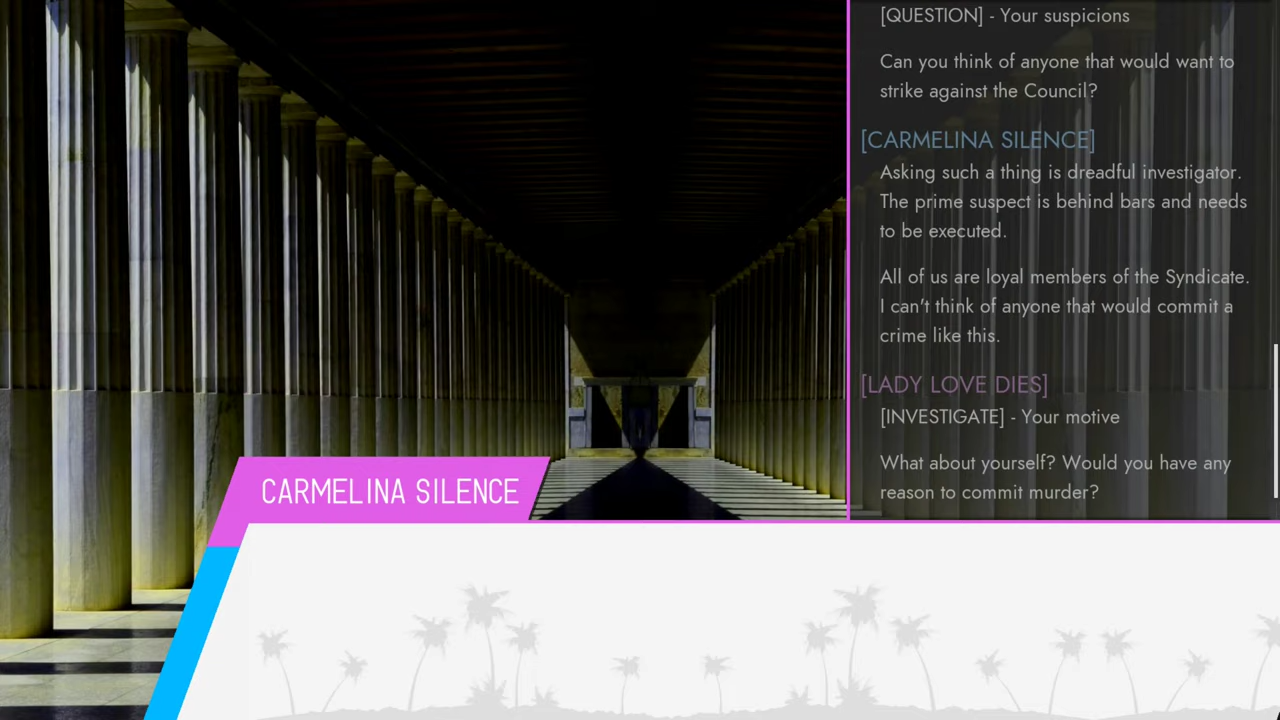 [QUESTION] - Your suspicions
Can you think of anyone that would want to
strike against the Council?
[CARMELINA SILENCE]
Asking such a thing is dreadful investigator.
The prime suspect is behind bars and needs
to be executed.
All of us are loyal members of the Syndicate.
I can't think of anyone that would commit a
crime like this.
[LADY LOVE DIES]
[INVESTIGATE] - Your motive
What about yourself? Would you have any
reason to commit murder?
CARMELINA SILENCE